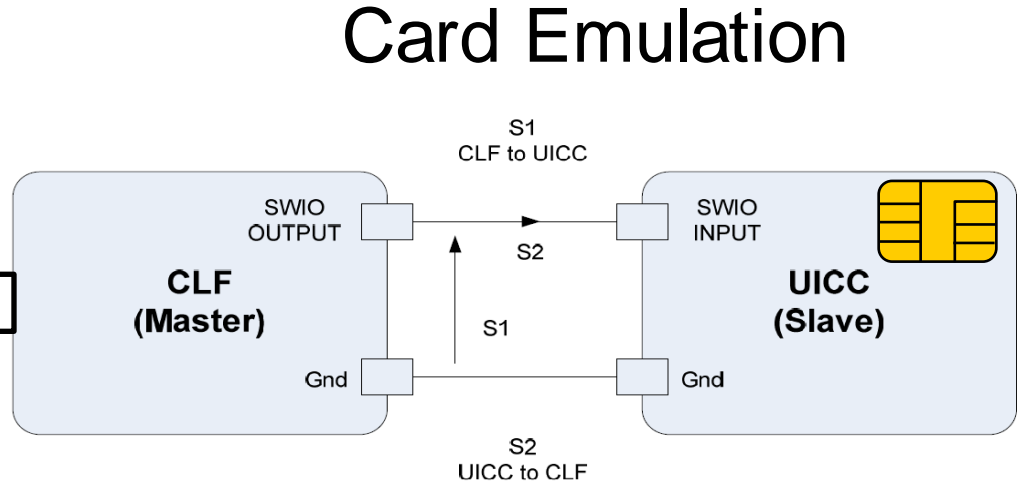 Card Emulation
S1
CLF to UICC
SWIO
OUTPUT
SWIO
INPUT
S2
CLF
(Master)
UICC
(Slave)
S1
Gnd
Gnd
S2
UICC to CLF